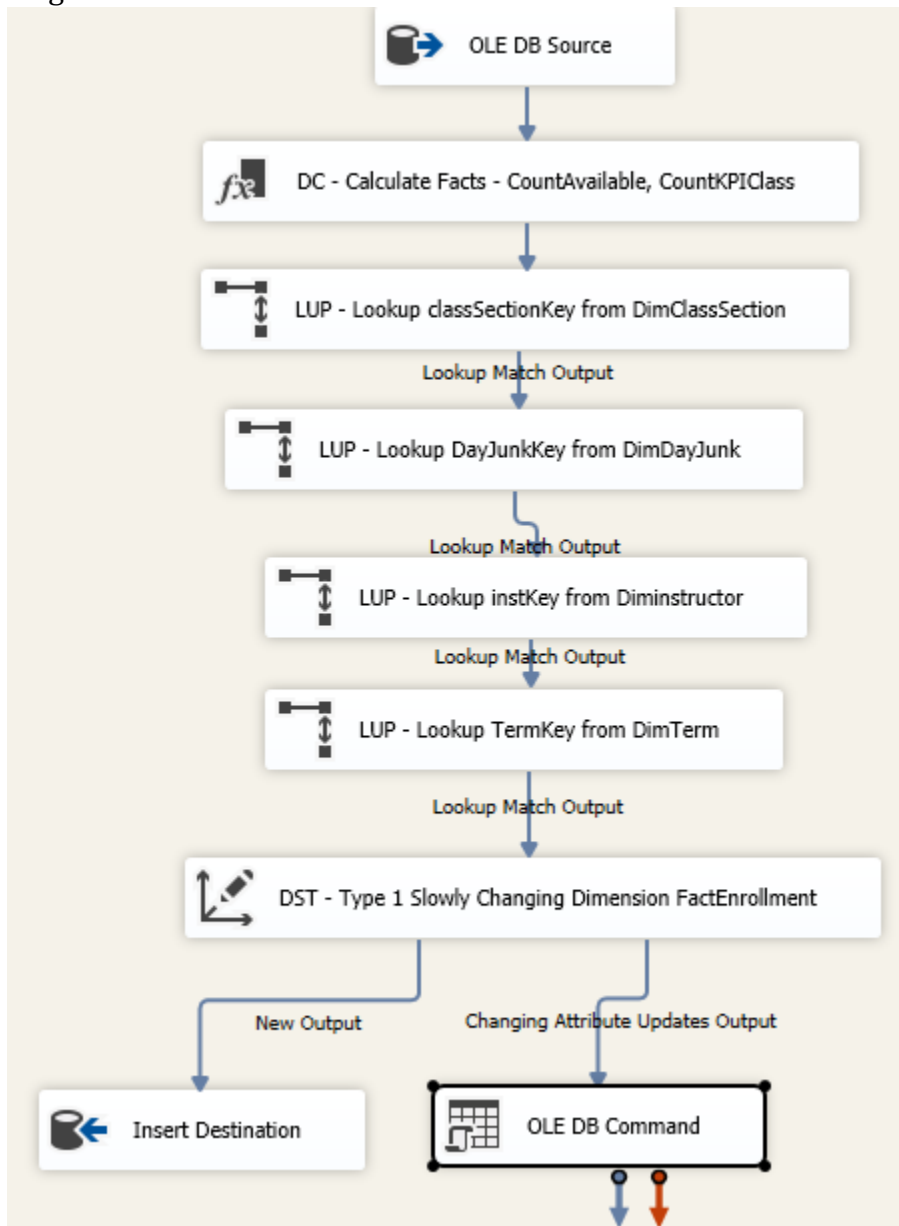 OLE DB Source
fx
DC - Calculate Facts - CountAvailable, CountKPIClass
LUP - Lookup classSectionKey from DimClassSection
Lookup Match Output
LUP - Lookup DayJunkKey from DimDayJunk
Lookup Match Output
LUP - Lookup instKey from Diminstructor
Lookup Match Output
LUP - Lookup TermKey from DimTerm
Lookup Match Output
DST - Type 1 Slowly Changing Dimension FactEnrollment
New Output
Changing Attribute Updates Output
Insert Destination
OLE DB Command